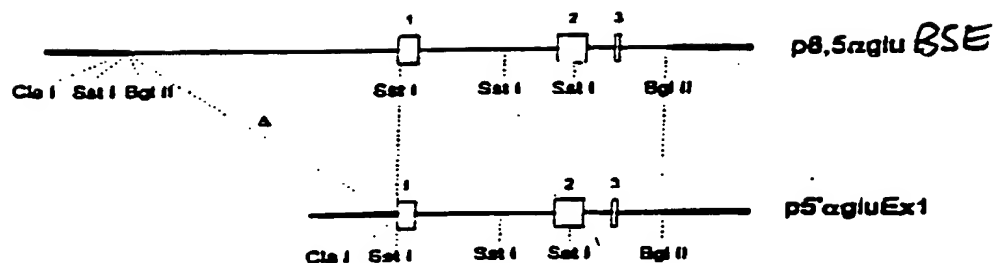 1 2 3
p8,5αglu BSE
Cla I Sst I Bgl II Sst I Sst I Sst I Bgl II
Δ
1 2 3
p5'αgluEx1
Cla I Sst I Sst I Sst I Bgl II